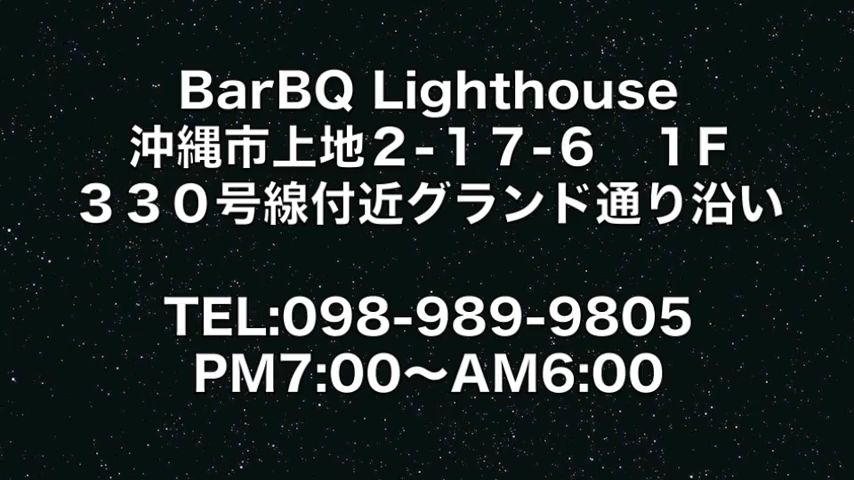 BarBQ Lighthouse
沖縄市上地２-１７-６　１F
３３０号線付近グランド通り沿い
TEL:098-989-9805
PM7:00〜AM6:00